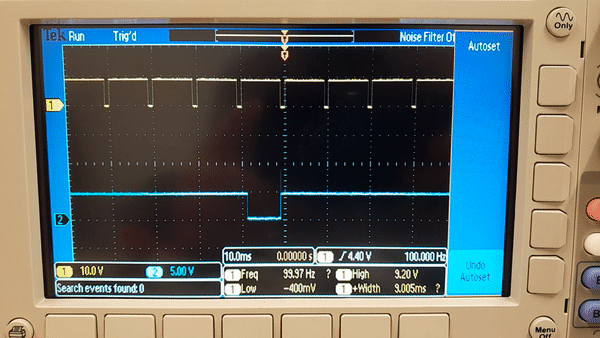 Tek Run Trig'd Noise Filter Of
Autoset
Only
1
2
10.0ms 0.00000 s
1 4.40 V 100.000 Hz
1 10.0 V 2 5.00 V
1 Freq 99.97 Hz ? 1 High 9.20 V
1 Low -400mV 1 +Width 9.005ms ?
Search events found: 0
Undo
Autoset
B
B
Menu
Off